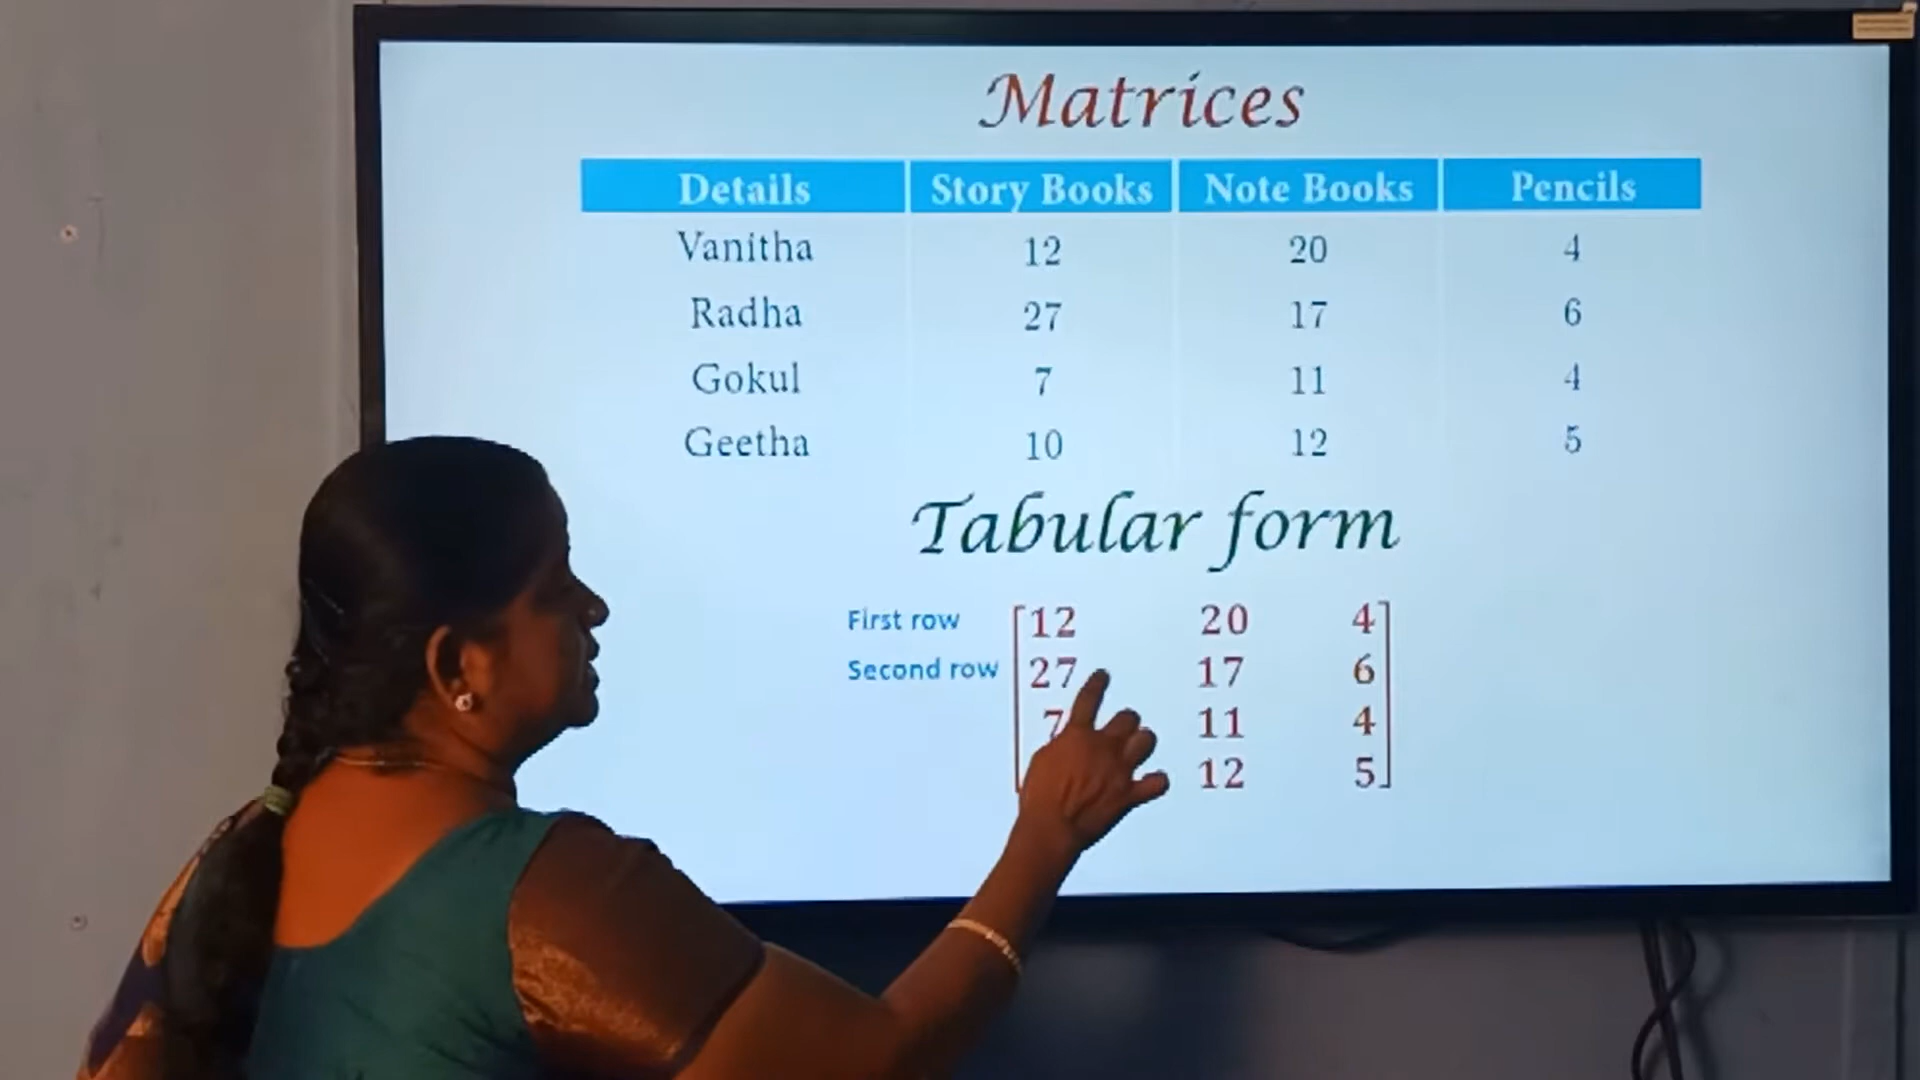 Matrices
Details Story Books Note Books Pencils
Vanitha 12 20 4
Radha 27 17 6
Gokul 7 11 4
Geetha 10 12 5
Tabular form
First row 12 20 4
Second row 27 17 6
7 11 4
12 5